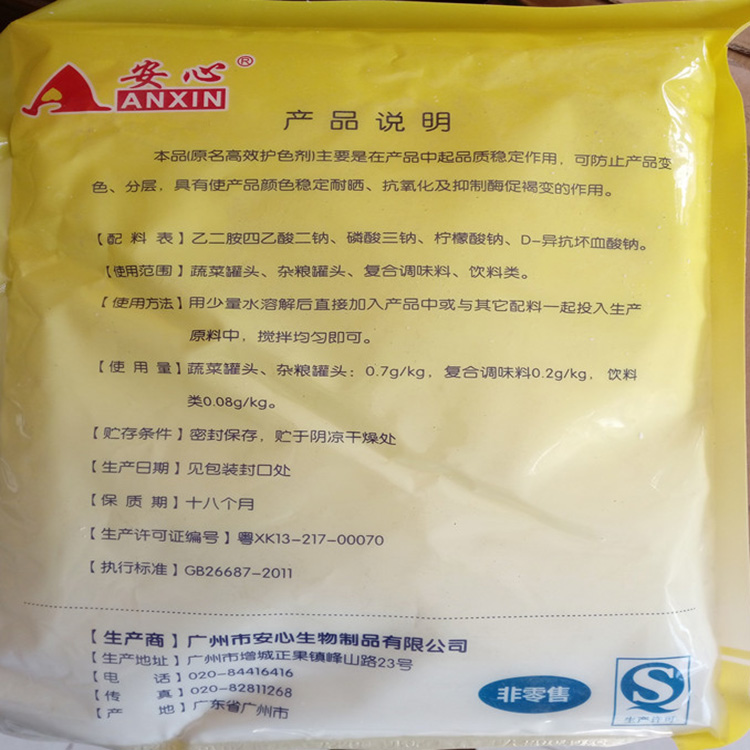 安心®
ANXIN
产品说明
本品(原名高效护色剂)主要是在产品中起品质稳定作用，可防止产品变
色、分层，具有使产品颜色稳定耐晒、抗氧化及抑制酶促褐变的作用。
【配料表】乙二胺四乙酸二钠、磷酸三钠、柠檬酸钠、D-异抗坏血酸钠。
【使用范围】蔬菜罐头、杂粮罐头、复合调味料、饮料类。
【使用方法】用少量水溶解后直接加入产品中或与其它配料一起投入生产
原料中，搅拌均匀即可。
【使用量】蔬菜罐头、杂粮罐头：0.7g/kg，复合调味料0.2g/kg，饮料
类0.08g/kg。
【贮存条件】密封保存，贮于阴凉干燥处
【生产日期】见包装封口处
【保质期】十八个月
【生产许可证编号】粤XK13-217-00070
【执行标准】GB26687-2011
【生产商】广州市安心生物制品有限公司
【生产地址】广州市增城正果镇峰山路23号
【电话】020-84416416
【传真】020-82811268
【产地】广东省广州市
非零售
生产许可